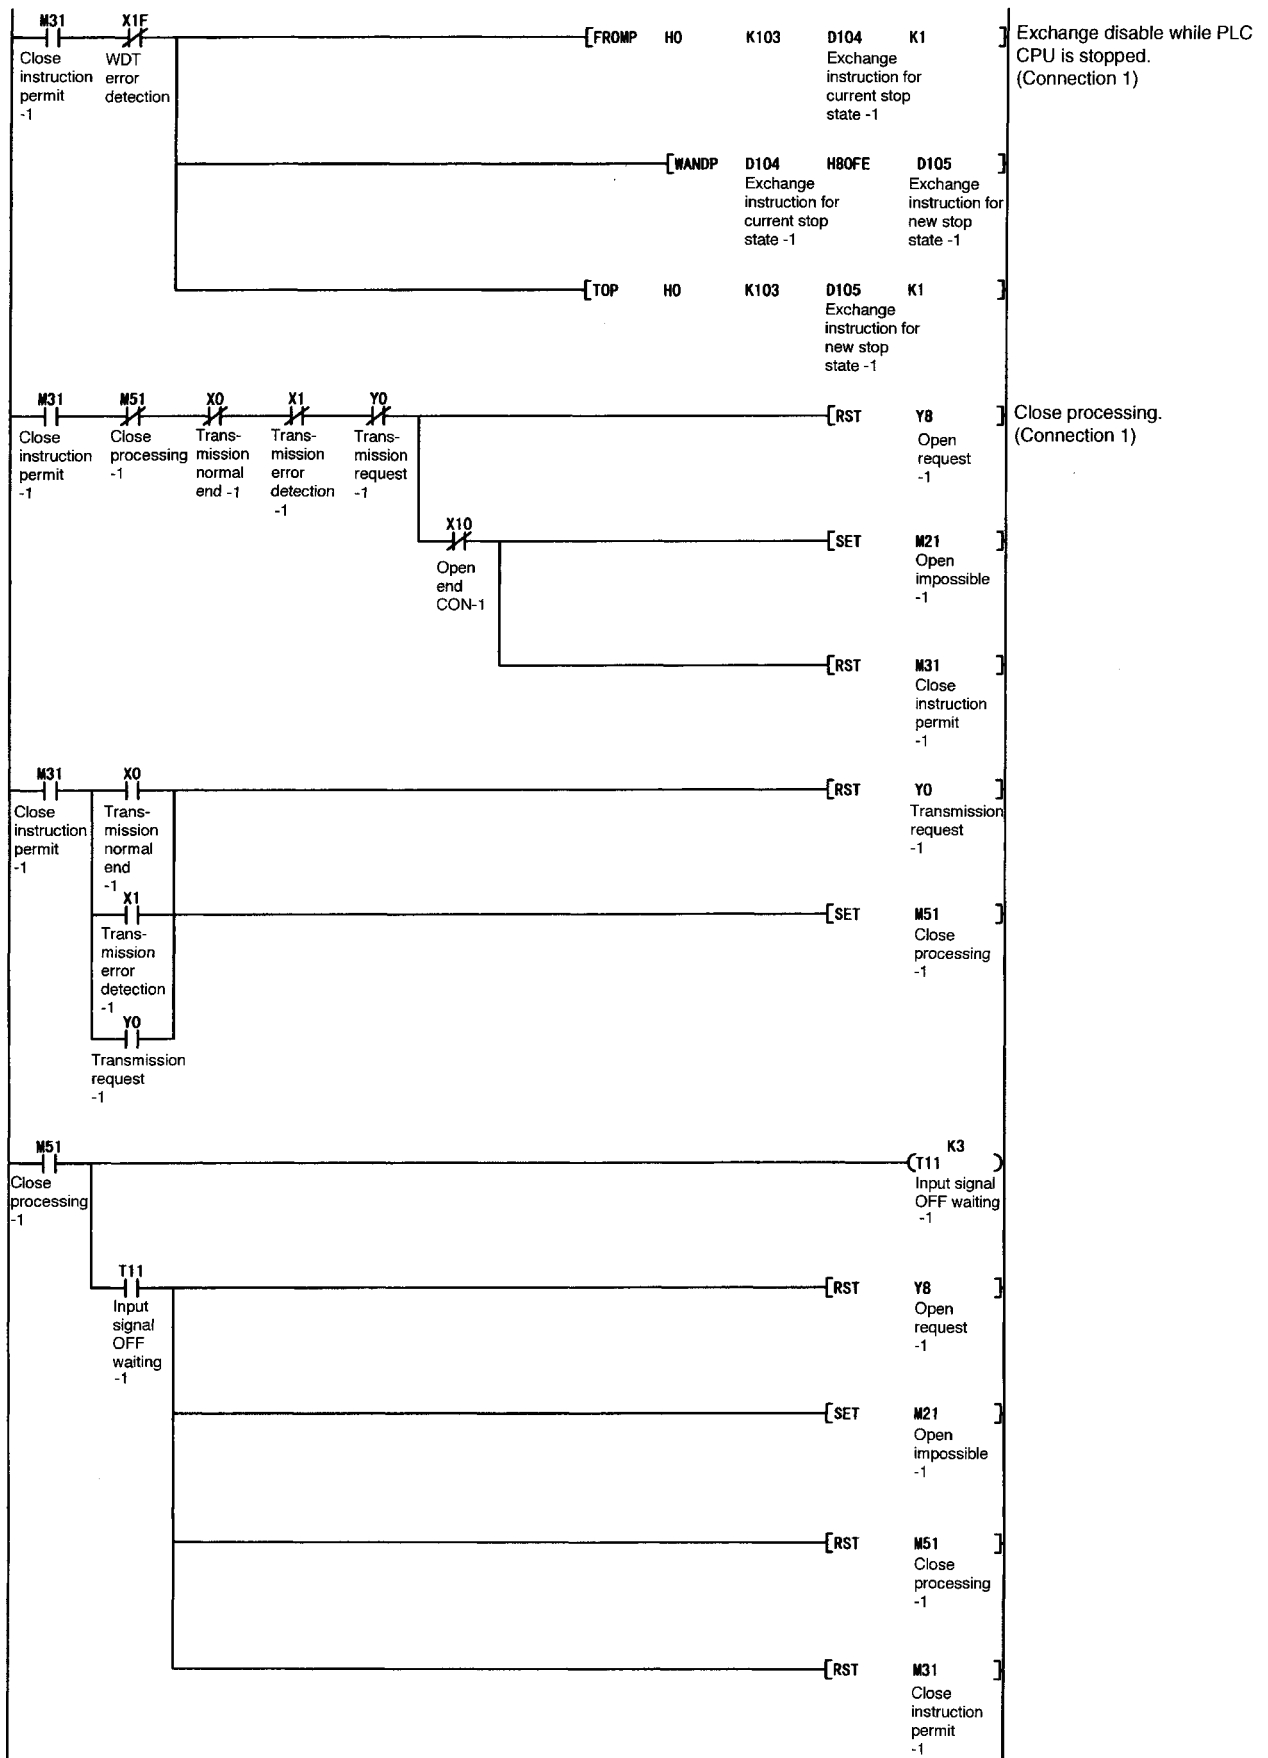 M31 X1F
[FROMP H0 K103 D104 K1 ]
Exchange disable while PLC
CPU is stopped.
(Connection 1)
Close
instruction
permit
-1
WDT
error
detection
Exchange
instruction for
current stop
state -1
[WANDP D104 H80FE D105 ]
Exchange
instruction for
current stop
state -1
Exchange
instruction for
new stop
state -1
[TOP H0 K103 D105 K1 ]
Exchange
instruction for
new stop
state -1
M31 M51 X0 X1 Y0
[RST Y8 ]
Close processing.
(Connection 1)
Close
instruction
permit
-1
Close
processing
-1
Trans-
mission
normal
end -1
Trans-
mission
error
detection
-1
Trans-
mission
request
-1
Open
request
-1
X10
[SET M21 ]
Open
end
CON-1
Open
impossible
-1
[RST M31 ]
Close
instruction
permit
-1
M31 X0
[RST Y0 ]
Close
instruction
permit
-1
Trans-
mission
normal
end
-1
Transmission
request
-1
X1
[SET M51 ]
Trans-
mission
error
detection
-1
Close
processing
-1
Y0
Transmission
request
-1
M51
K3
(T11 )
Close
processing
-1
Input signal
OFF waiting
-1
T11
[RST Y8 ]
Input
signal
OFF
waiting
-1
Open
request
-1
[SET M21 ]
Open
impossible
-1
[RST M51 ]
Close
processing
-1
[RST M31 ]
Close
instruction
permit
-1